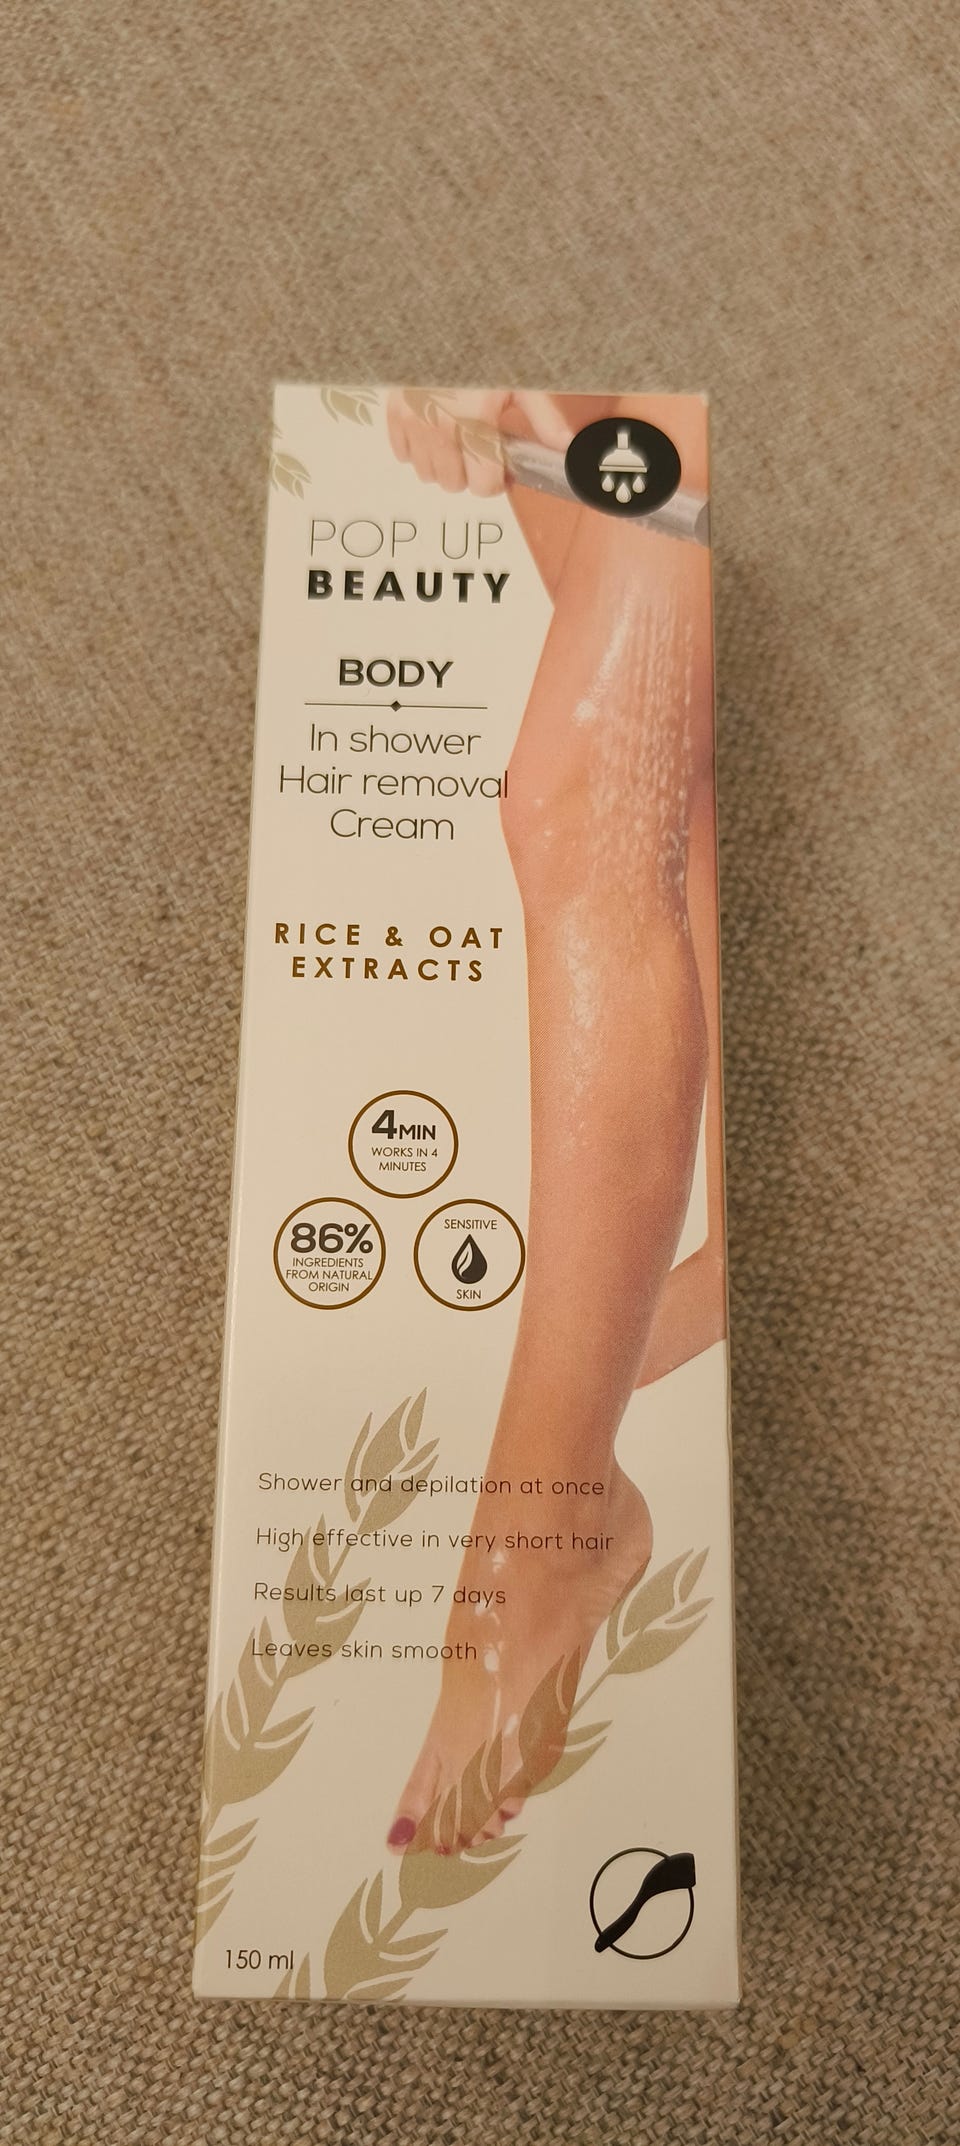 POP UP
BEAUTY
BODY
In shower
Hair removal
Cream
RICE & OAT
EXTRACTS
4MIN
WORKS IN 4
MINUTES
86%
INGREDIENTS
FROM NATURAL
ORIGIN
SENSITIVE
SKIN
Shower and depilation at once
High effective in very short hair
Results last up 7 days
Leaves skin smooth
150 ml